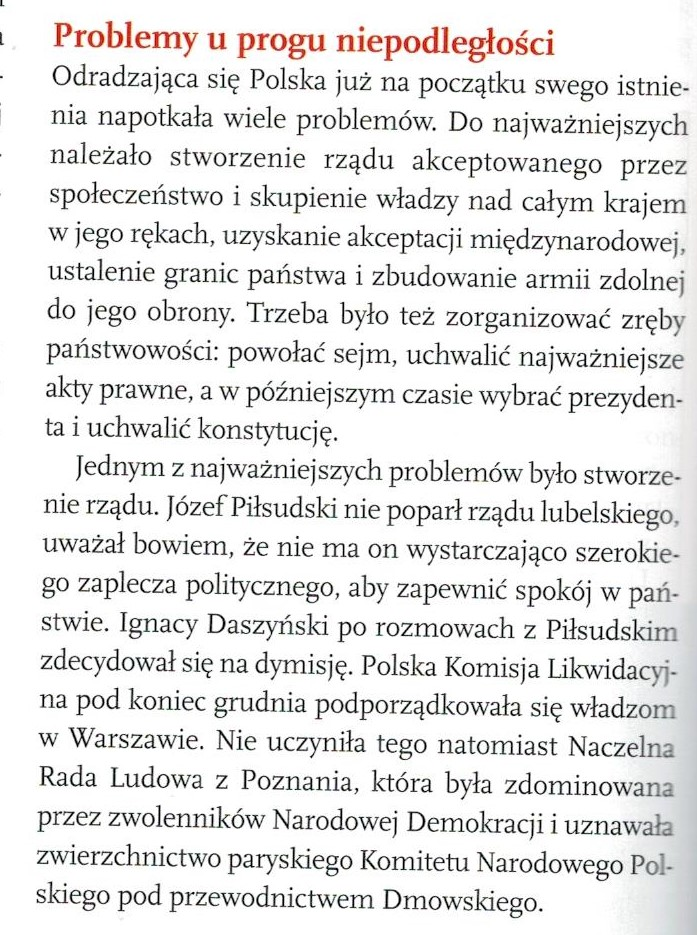 Problemy u progu niepodległości
Odradzająca się Polska już na początku swego istnie-
nia napotkała wiele problemów. Do najważniejszych
należało stworzenie rządu akceptowanego przez
społeczeństwo i skupienie władzy nad całym krajem
w jego rękach, uzyskanie akceptacji międzynarodowej,
ustalenie granic państwa i zbudowanie armii zdolnej
do jego obrony. Trzeba było też zorganizować zręby
państwowości: powołać sejm, uchwalić najważniejsze
akty prawne, a w późniejszym czasie wybrać prezyden-
ta i uchwalić konstytucję.
Jednym z najważniejszych problemów było stworze-
nie rządu. Józef Piłsudski nie poparł rządu lubelskiego,
uważał bowiem, że nie ma on wystarczająco szerokie-
go zaplecza politycznego, aby zapewnić spokój w pań-
stwie. Ignacy Daszyński po rozmowach z Piłsudskim
zdecydował się na dymisję. Polska Komisja Likwidacyj-
na pod koniec grudnia podporządkowała się władzom
w Warszawie. Nie uczyniła tego natomiast Naczelna
Rada Ludowa z Poznania, która była zdominowana
przez zwolenników Narodowej Demokracji i uznawała
zwierzchnictwo paryskiego Komitetu Narodowego Pol-
skiego pod przewodnictwem Dmowskiego.